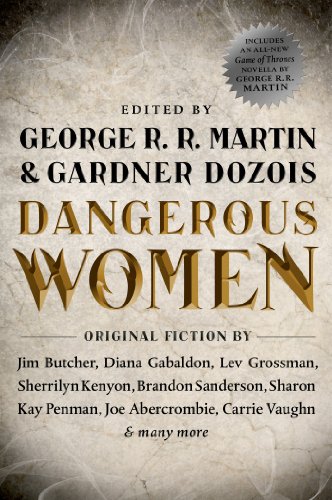 INCLUDES
AN ALL-NEW
Game of Thrones
NOVELLA BY
GEORGE R.R.
MARTIN
EDITED BY
GEORGE R. R. MARTIN
& GARDNER DOZOIS
DANGEROUS
WOMEN
ORIGINAL FICTION BY
Jim Butcher, Diana Gabaldon, Lev Grossman,
Sherrilyn Kenyon, Brandon Sanderson, Sharon
Kay Penman, Joe Abercrombie, Carrie Vaughn
& many more